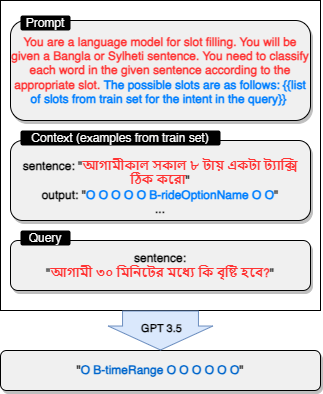 Prompt
You are a language model for slot filling. You will be
given a Bangla or Sylheti sentence. You need to classify
each word in the given sentence according to the
appropriate slot. The possible slots are as follows: {{list
of slots from train set for the intent in the query}}
Context (examples from train set)
sentence: "আগামীকাল সকাল ৮ টায় একটা ট্যাক্সি
ঠিক করো"
output: "O O O O O B-rideOptionName O O"
...
Query
sentence:
"আগামী ৩০ মিনিটের মধ্যে কি বৃষ্টি হবে?"
GPT 3.5
"O B-timeRange O O O O O O"